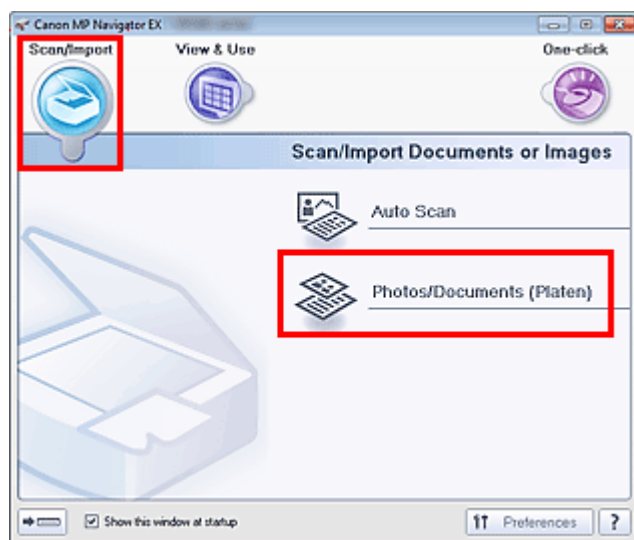 Canon MP Navigator EX
Scan/Import
View & Use
One-click
Scan/Import Documents or Images
Auto Scan
Photos/Documents (Platen)
Show this window at startup
Preferences
?